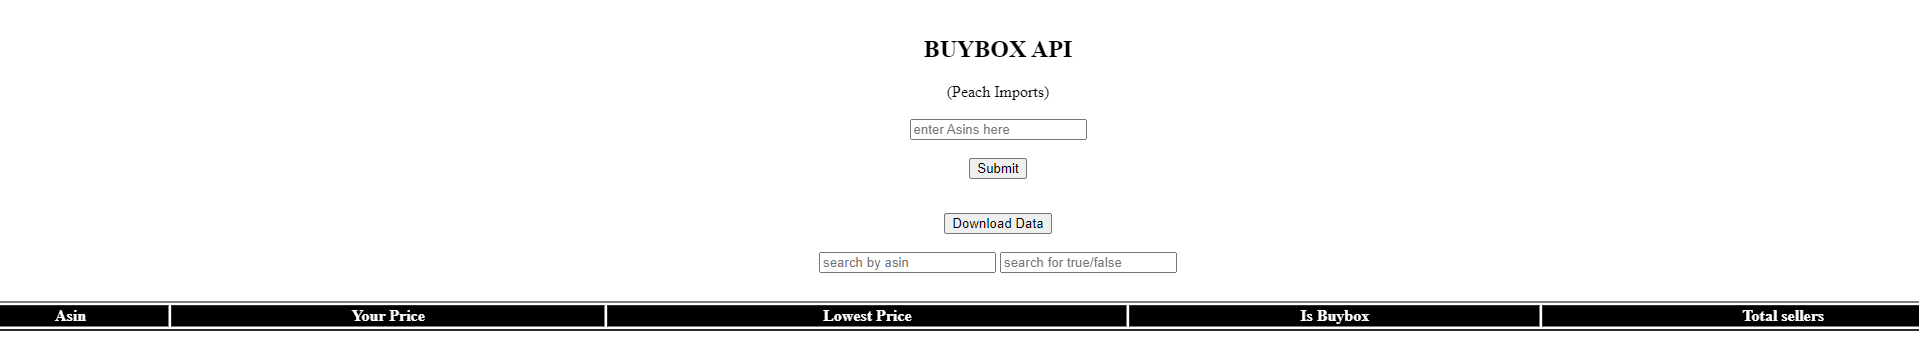 BUYBOX API
(Peach Imports)
enter Asins here
Submit
Download Data
search by asin search for true/false
Asin Your Price Lowest Price Is Buybox Total sellers